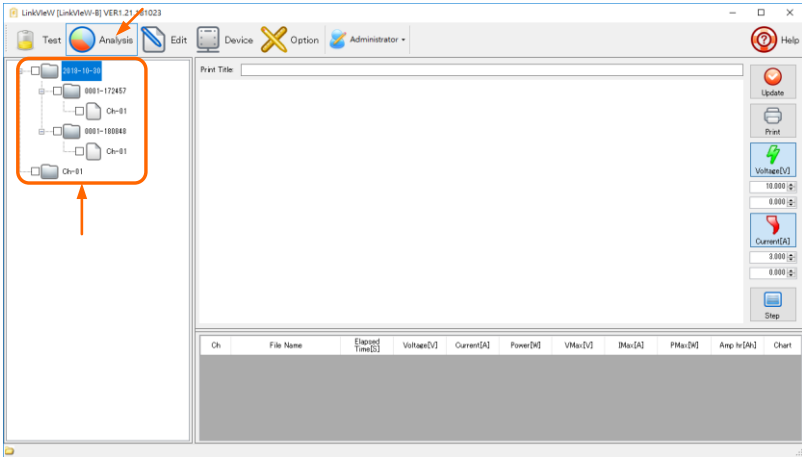 LinkVIeW [LinkVIeW-B] VER1.21.181023
Test Analysis Edit Device Option Administrator Help
2018-10-30
0001-172457
Ch-01
0001-180840
Ch-01
Ch-01
Print Title:
Update
Print
Voltage[V]
10.000
0.000
Current[A]
3.000
0.000
Step
Ch File Name Elapsed Time[S] Voltage[V] Current[A] Power[W] VMax[V] IMax[A] PMax[W] Amp hr[Ah] Chart